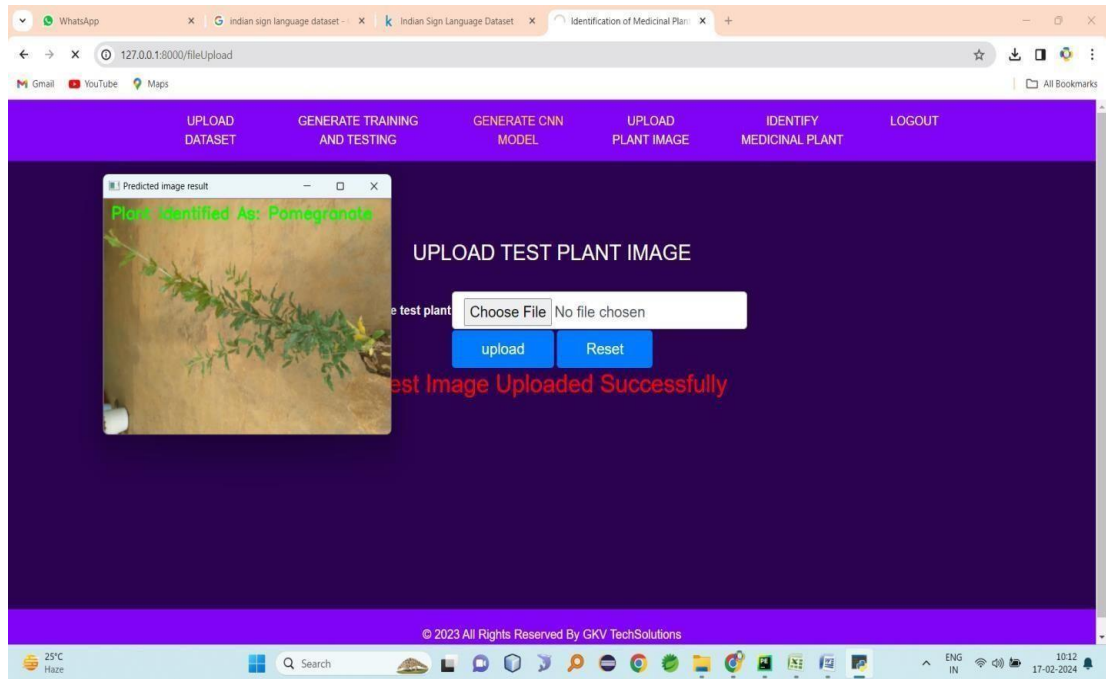 WhatsApp
indian sign language dataset -
Indian Sign Language Dataset
Identification of Medicinal Plan
127.0.0.1:8000/fileUpload
Gmail
YouTube
Maps
All Bookmarks
UPLOAD
DATASET
GENERATE TRAINING
AND TESTING
GENERATE CNN
MODEL
UPLOAD
PLANT IMAGE
IDENTIFY
MEDICINAL PLANT
LOGOUT
Predicted image result
Plant Identified As: Pomegranate
UPLOAD TEST PLANT IMAGE
e test plant
Choose File No file chosen
upload
Reset
est Image Uploaded Successfully
© 2023 All Rights Reserved By GKV TechSolutions
25°C
Haze
Search
ENG
IN
10:12
17-02-2024